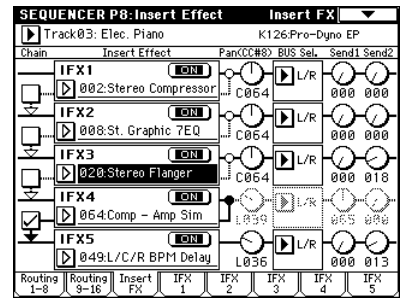 SEQUENCER P8:Insert Effect Insert FX
Track03: Elec. Piano K126:Pro-Dyno EP
Chain Insert Effect Pan(CC#8) BUS Sel. Send1 Send2
IFX1 ON
002:Stereo Compressor C064 L/R 000 000
IFX2 ON
008:St. Graphic 7EQ C064 L/R 000 000
IFX3 ON
020:Stereo Flanger C064 L/R 000 018
IFX4 ON
064:Comp - Amp Sim L039 L/R 065 000
IFX5 ON
049:L/C/R BPM Delay L036 L/R 000 013
Routing 1-8 Routing 9-16 Insert FX IFX 1 IFX 2 IFX 3 IFX 4 IFX 5